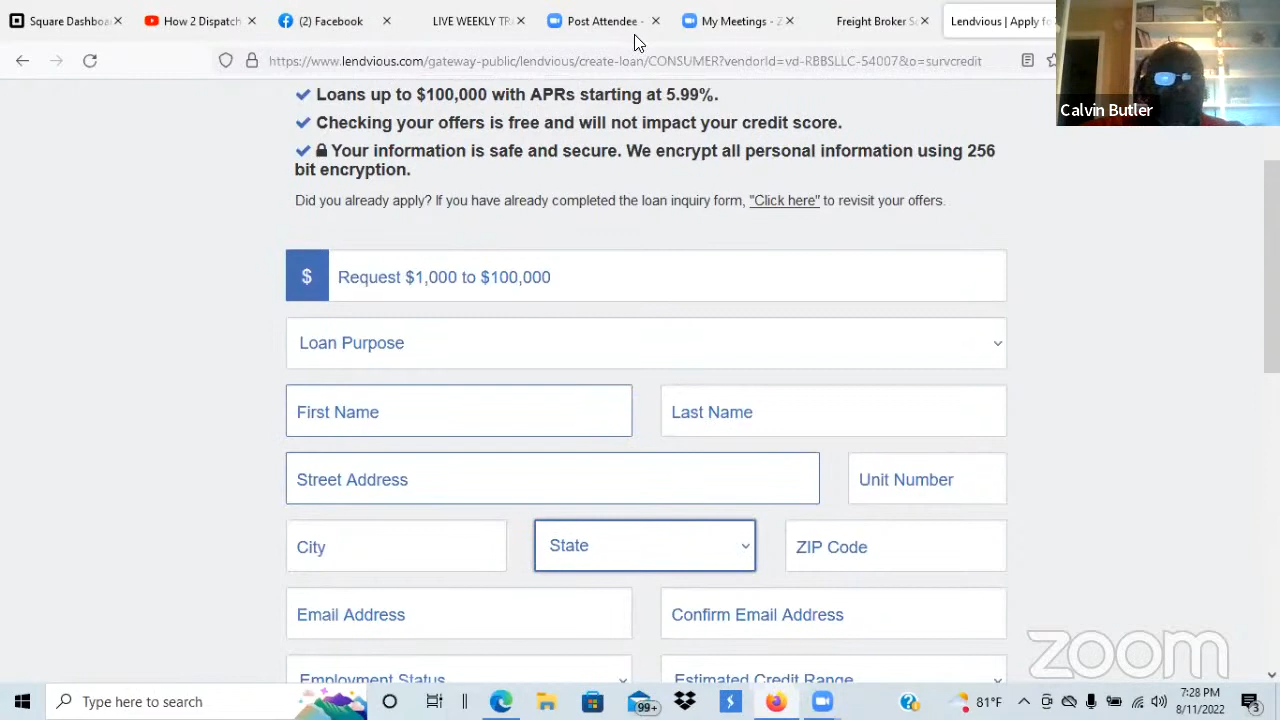 Square Dashboa
How 2 Dispatch
(2) Facebook
LIVE WEEKLY TR
Post Attendee -
My Meetings - Z
Freight Broker Sc
Lendvious | Apply fo
https://www.lendvious.com/gateway-public/lendvious/create-loan/CONSUMER?vendorId=vd-RBBSLLC-54007&o=survcredit
Calvin Butler
Loans up to $100,000 with APRs starting at 5.99%.
Checking your offers is free and will not impact your credit score.
Your information is safe and secure. We encrypt all personal information using 256
bit encryption.
Did you already apply? If you have already completed the loan inquiry form, "Click here" to revisit your offers.
$ Request $1,000 to $100,000
Loan Purpose
First Name
Last Name
Street Address
Unit Number
City
State
ZIP Code
Email Address
Confirm Email Address
Employment Status
Estimated Credit Range
zoom
Type here to search
99+
81°F
7:28 PM
8/11/2022
3